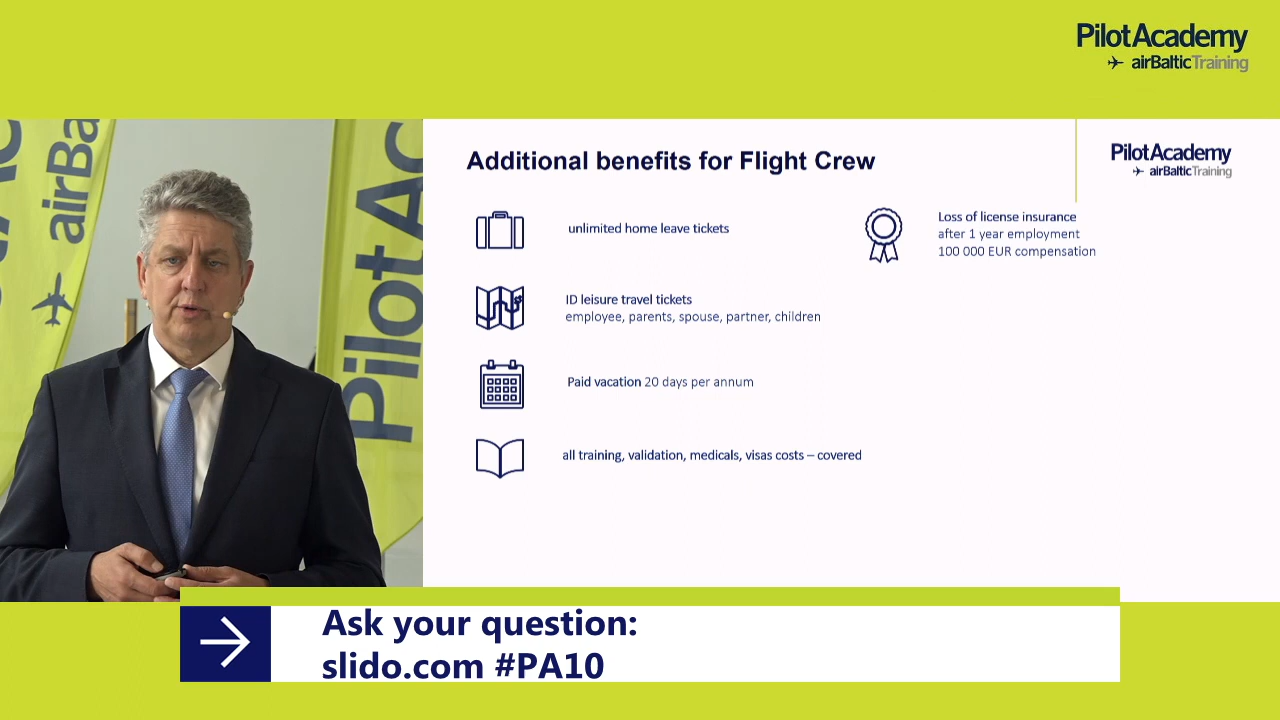 PilotAcademy
airBalticTraining
airBa
PilotAc
Additional benefits for Flight Crew
PilotAcademy
airBalticTraining
unlimited home leave tickets
ID leisure travel tickets
employee, parents, spouse, partner, children
Paid vacation 20 days per annum
all training, validation, medicals, visas costs – covered
Loss of license insurance
after 1 year employment
100 000 EUR compensation
Ask your question:
slido.com #PA10